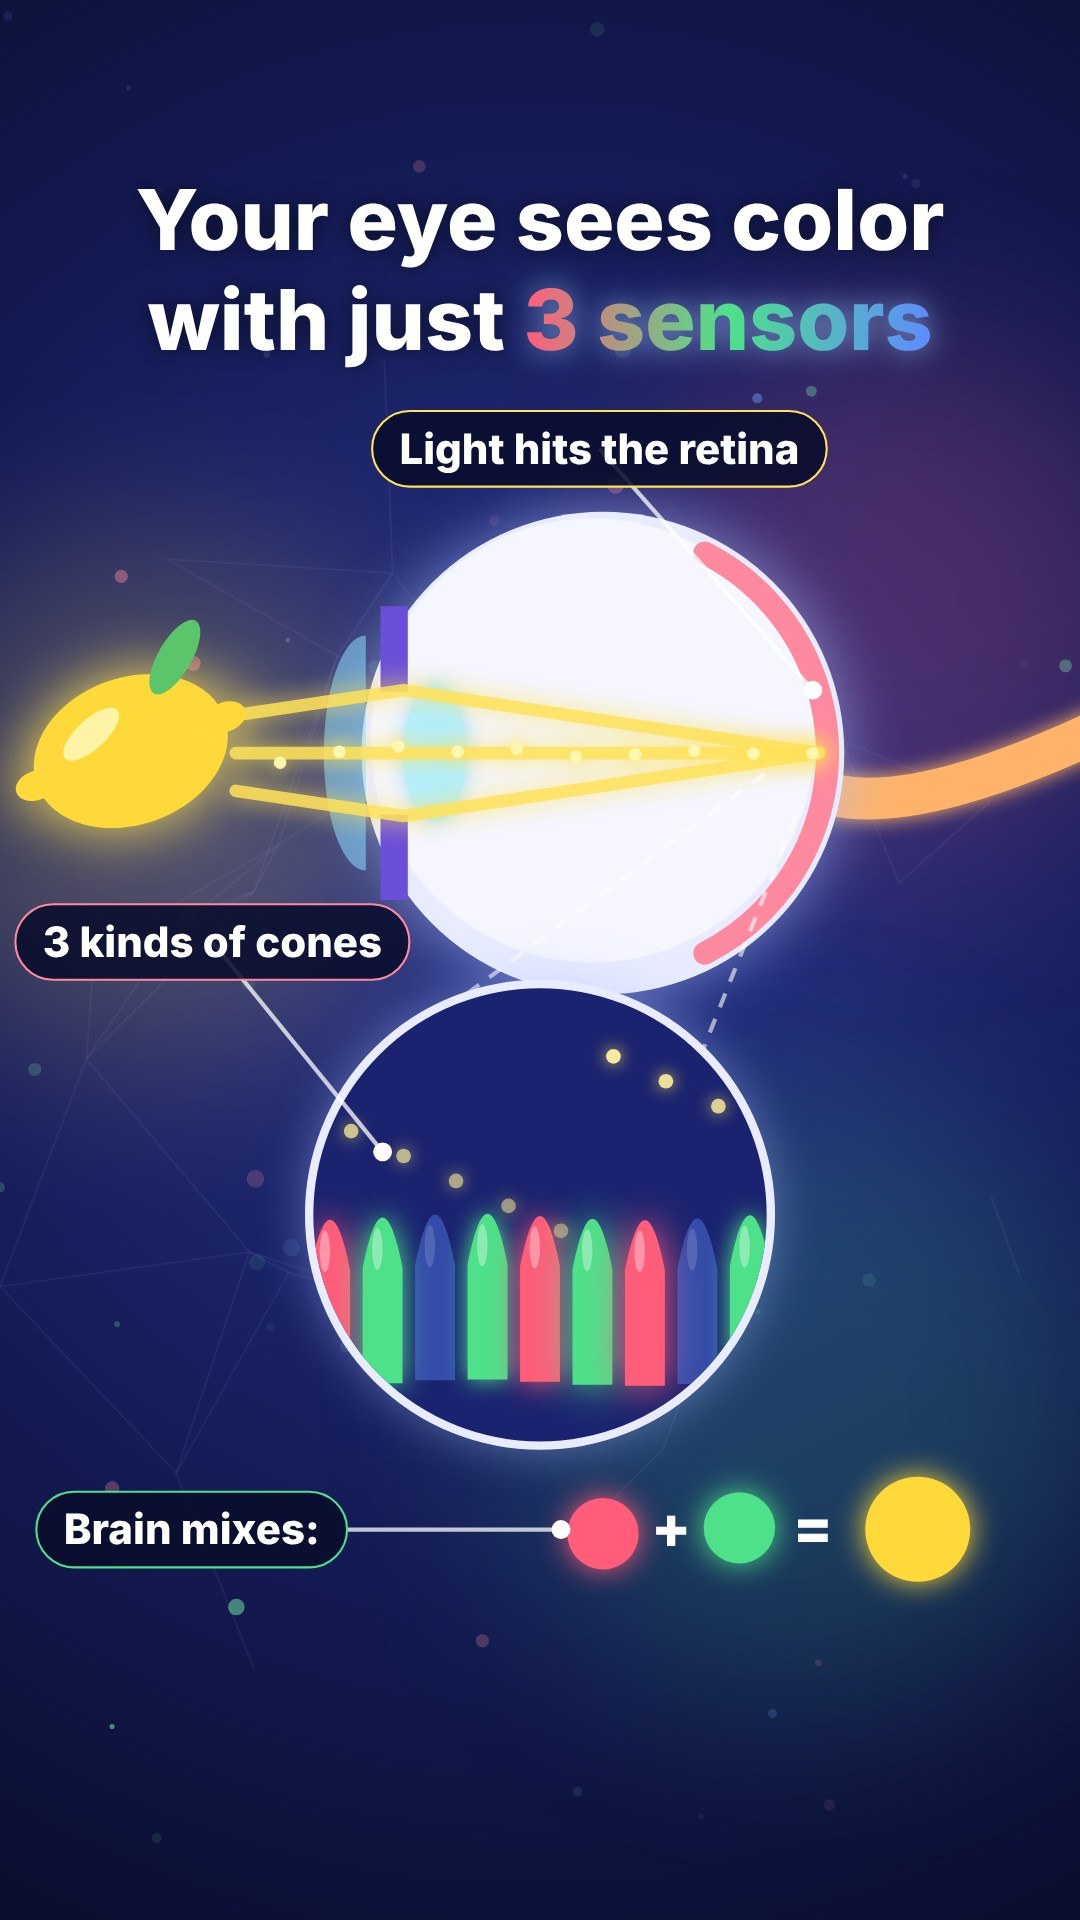 Your eye sees color
with just 3 sensors
Light hits the retina
3 kinds of cones
Brain mixes:
+ =